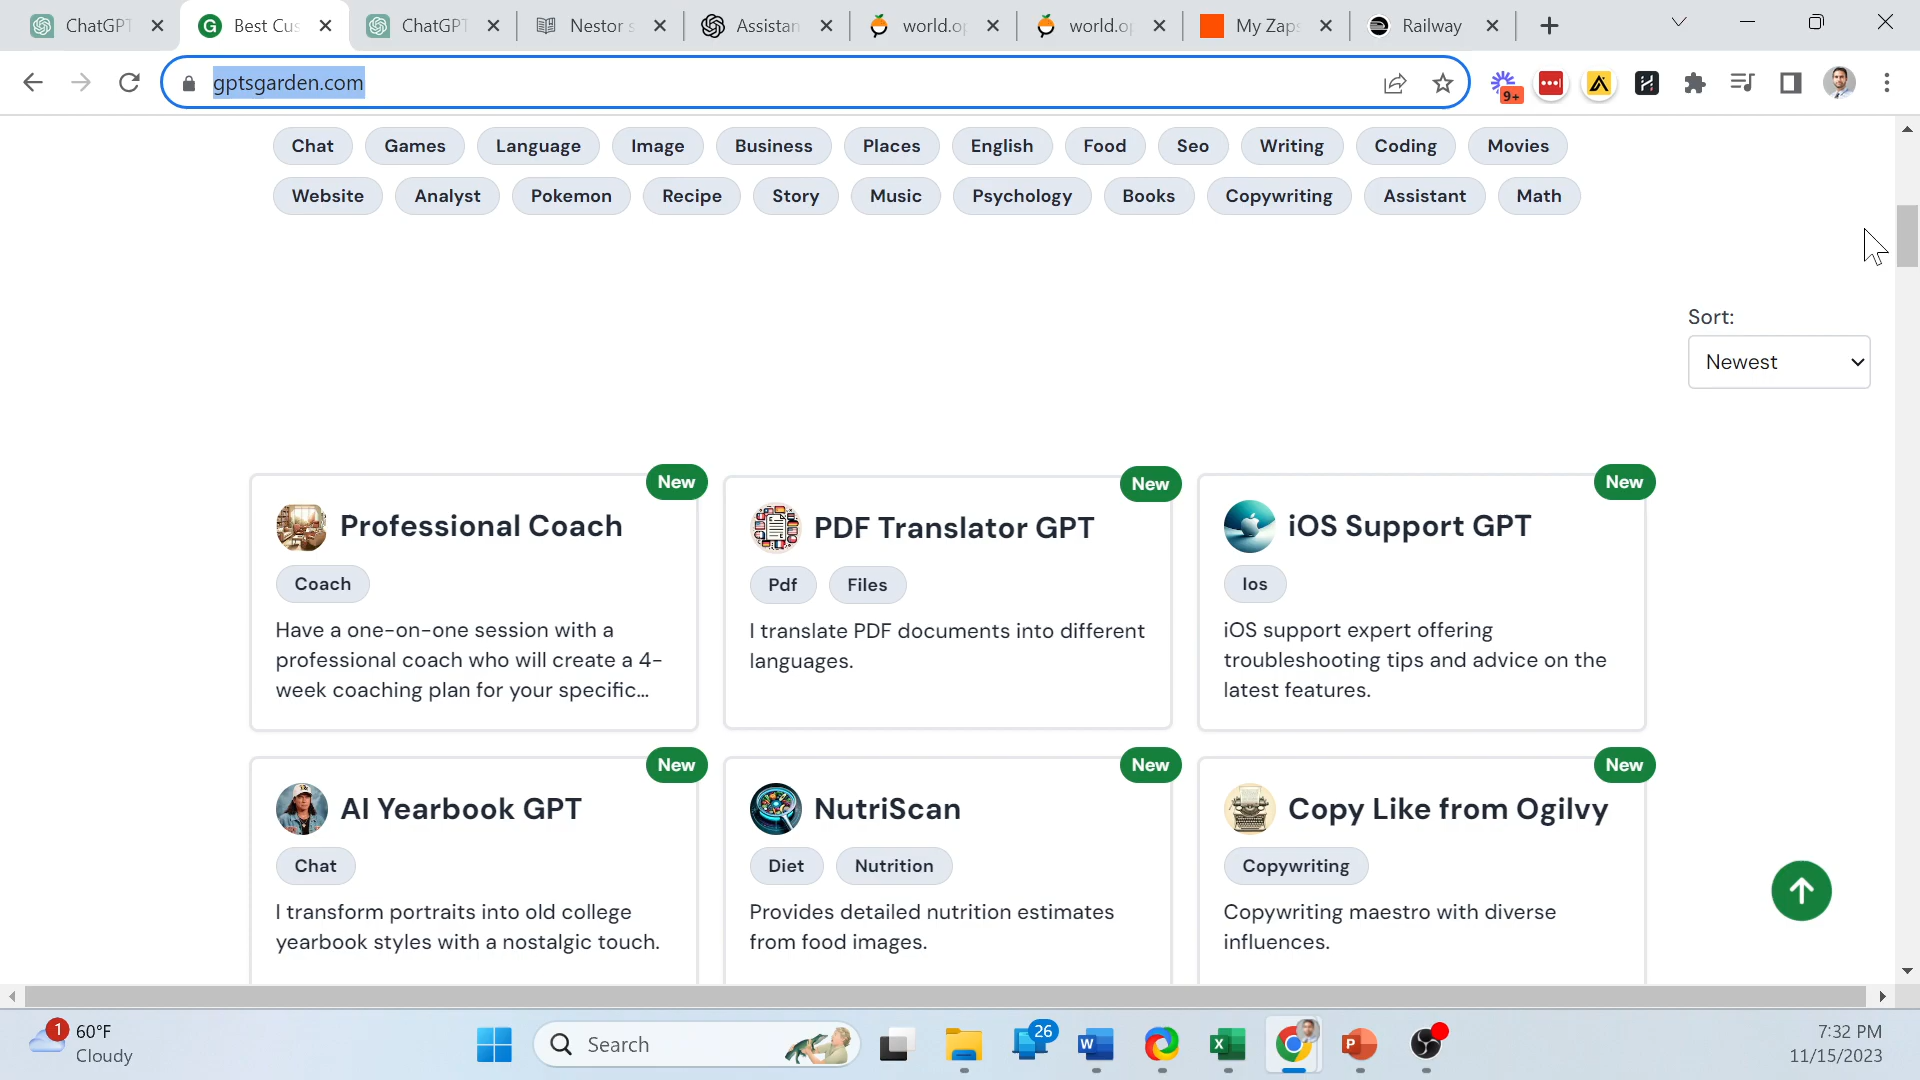 ChatGPT
Best Cus
ChatGPT
Nestor s
Assistan
world.op
world.op
My Zaps
Railway
gptsgarden.com
9+
Chat Games Language Image Business Places English Food Seo Writing Coding Movies
Website Analyst Pokemon Recipe Story Music Psychology Books Copywriting Assistant Math
Sort:
Newest
New
Professional Coach
Coach
Have a one-on-one session with a
professional coach who will create a 4-
week coaching plan for your specific...
New
PDF Translator GPT
Pdf Files
I translate PDF documents into different
languages.
New
iOS Support GPT
Ios
iOS support expert offering
troubleshooting tips and advice on the
latest features.
New
AI Yearbook GPT
Chat
I transform portraits into old college
yearbook styles with a nostalgic touch.
New
NutriScan
Diet Nutrition
Provides detailed nutrition estimates
from food images.
New
Copy Like from Ogilvy
Copywriting
Copywriting maestro with diverse
influences.
1
60°F
Cloudy
Search
26
7:32 PM
11/15/2023